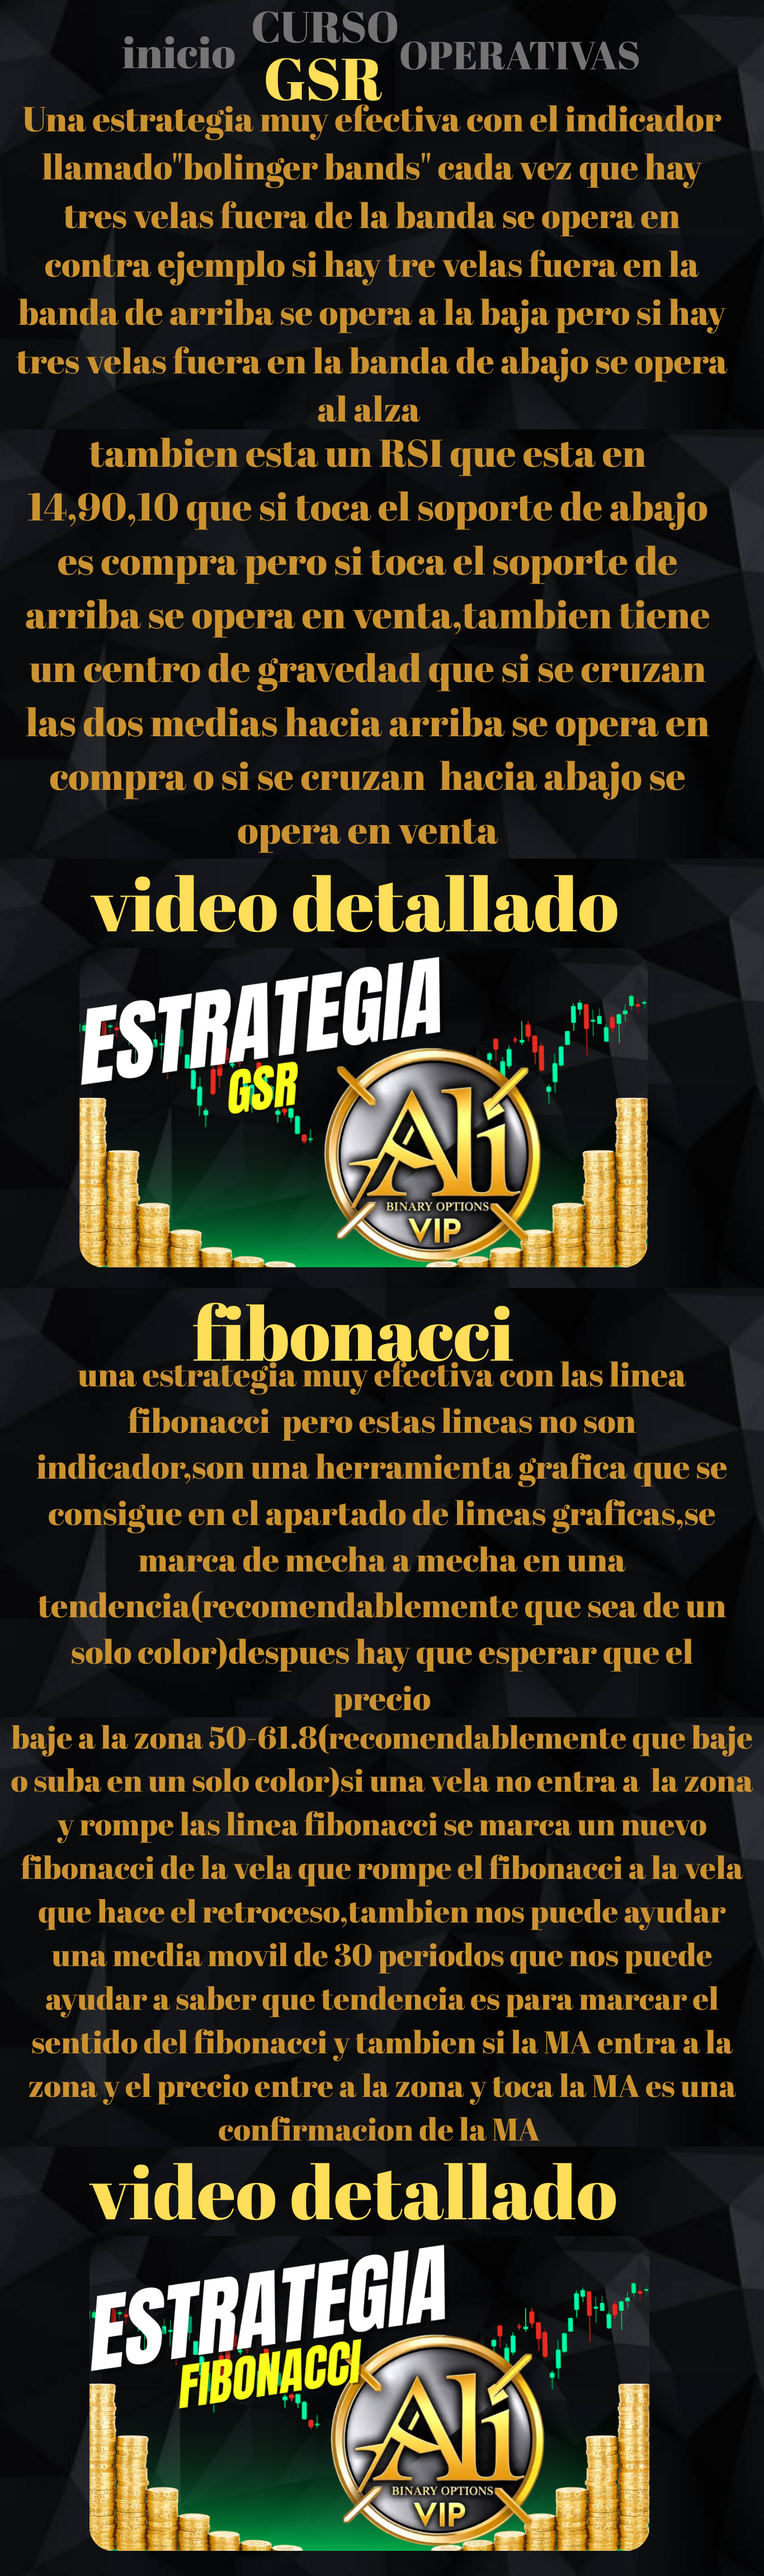 inicio
CURSO
OPERATIVAS
GSR
Una estrategia muy efectiva con el indicador
llamado"bolinger bands" cada vez que hay
tres velas fuera de la banda se opera en
contra ejemplo si hay tre velas fuera en la
banda de arriba se opera a la baja pero si hay
tres velas fuera en la banda de abajo se opera
al alza
tambien esta un RSI que esta en
14,90,10 que si toca el soporte de abajo
es compra pero si toca el soporte de
arriba se opera en venta,tambien tiene
un centro de gravedad que si se cruzan
las dos medias hacia arriba se opera en
compra o si se cruzan hacia abajo se
opera en venta
video detallado
ESTRATEGIA
GSR
Ali
BINARY OPTIONS
VIP
fibonacci
una estrategia muy efectiva con las linea
fibonacci pero estas lineas no son
indicador,son una herramienta grafica que se
consigue en el apartado de lineas graficas,se
marca de mecha a mecha en una
tendencia(recomendablemente que sea de un
solo color)despues hay que esperar que el
precio
baje a la zona 50-61.8(recomendablemente que baje
o suba en un solo color)si una vela no entra a la zona
y rompe las linea fibonacci se marca un nuevo
fibonacci de la vela que rompe el fibonacci a la vela
que hace el retroceso,tambien nos puede ayudar
una media movil de 30 periodos que nos puede
ayudar a saber que tendencia es para marcar el
sentido del fibonacci y tambien si la MA entra a la
zona y el precio entre a la zona y toca la MA es una
confirmacion de la MA
video detallado
ESTRATEGIA
FIBONACCI
Ali
BINARY OPTIONS
VIP